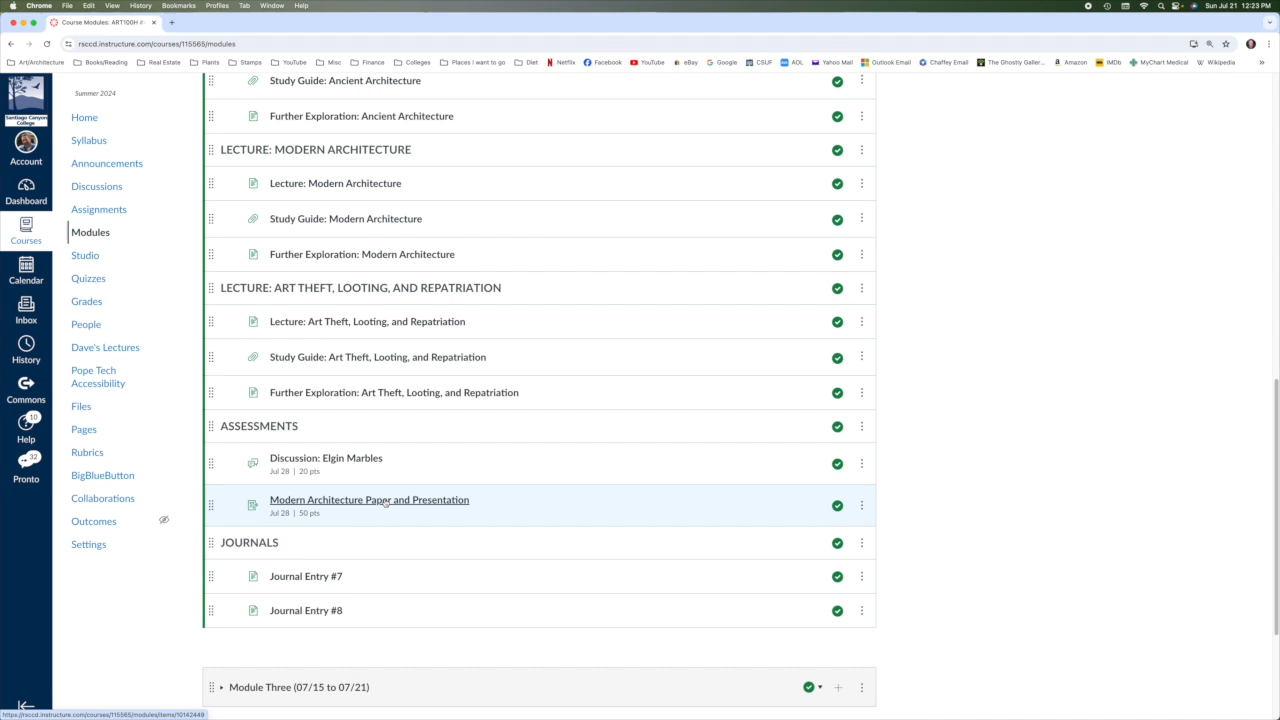 Chrome File Edit View History Bookmarks Profiles Tab Window Help Sun Jul 21 12:23 PM
Course Modules: ART100H #
rsccd.instructure.com/courses/115565/modules
Art/Architecture Books/Reading Real Estate Plants Stamps YouTube Misc Finance Colleges Places I want to go Diet Netflix Facebook YouTube eBay Google CSUF AOL Yahoo Mail Outlook Email Chaffey Email The Ghostly Galler... Amazon IMDb MyChart Medical Wikipedia
Santiago Canyon
College
Account
Dashboard
Courses
Calendar
Inbox
History
Commons
10
Help
32
Pronto
Summer 2024
Home
Syllabus
Announcements
Discussions
Assignments
Modules
Studio
Quizzes
Grades
People
Dave's Lectures
Pope Tech
Accessibility
Files
Pages
Rubrics
BigBlueButton
Collaborations
Outcomes
Settings
Study Guide: Ancient Architecture
Further Exploration: Ancient Architecture
LECTURE: MODERN ARCHITECTURE
Lecture: Modern Architecture
Study Guide: Modern Architecture
Further Exploration: Modern Architecture
LECTURE: ART THEFT, LOOTING, AND REPATRIATION
Lecture: Art Theft, Looting, and Repatriation
Study Guide: Art Theft, Looting, and Repatriation
Further Exploration: Art Theft, Looting, and Repatriation
ASSESSMENTS
Discussion: Elgin Marbles
Jul 28 | 20 pts
Modern Architecture Paper and Presentation
Jul 28 | 50 pts
JOURNALS
Journal Entry #7
Journal Entry #8
Module Three (07/15 to 07/21)
https://rsccd.instructure.com/courses/115565/modules/items/10142449